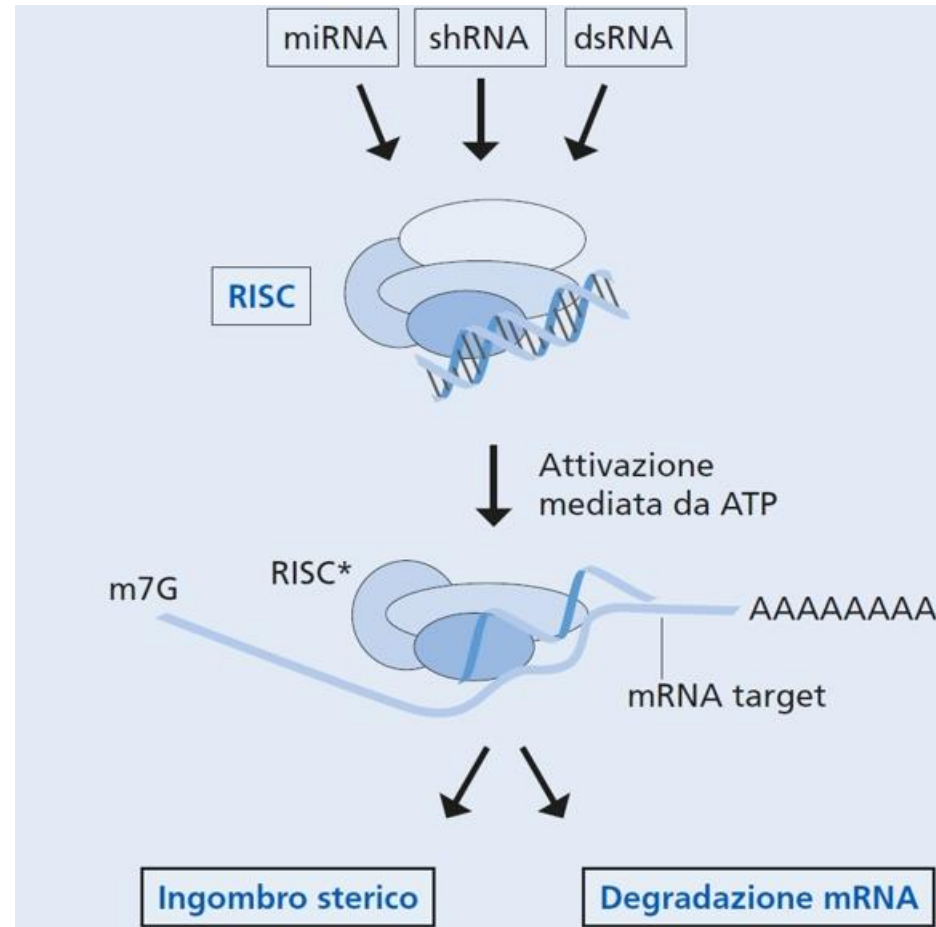 miRNA
shRNA
dsRNA
RISC
Attivazione
mediata da ATP
RISC*
m7G
AAAAAAAA
mRNA target
Ingombro sterico
Degradazione mRNA